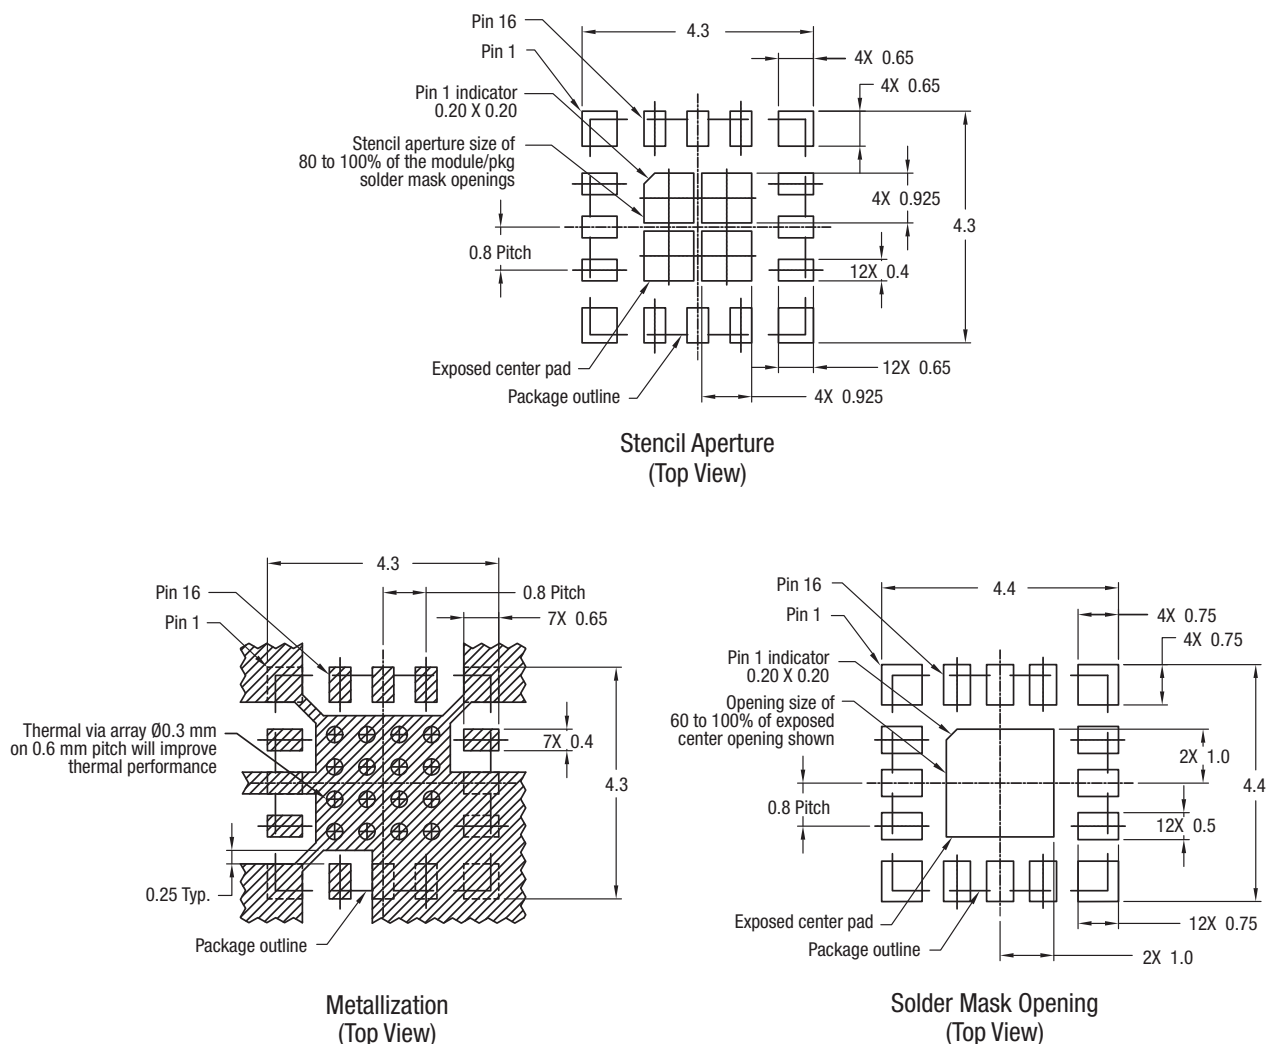 Pin 16
4.3
Pin 1
4X 0.65
4X 0.65
Pin 1 indicator
0.20 X 0.20
Stencil aperture size of
80 to 100% of the module/pkg
solder mask openings
4X 0.925
4.3
0.8 Pitch
12X 0.4
Exposed center pad
12X 0.65
Package outline
4X 0.925
Stencil Aperture
(Top View)
4.3
Pin 16
0.8 Pitch
7X 0.65
Pin 1
Thermal via array Ø0.3 mm
on 0.6 mm pitch will improve
thermal performance
7X 0.4
4.3
0.25 Typ.
Package outline
Metallization
(Top View)
Pin 16
4.4
Pin 1
4X 0.75
4X 0.75
Pin 1 indicator
0.20 X 0.20
Opening size of
60 to 100% of exposed
center opening shown
2X 1.0
4.4
0.8 Pitch
12X 0.5
Exposed center pad
12X 0.75
Package outline
2X 1.0
Solder Mask Opening
(Top View)